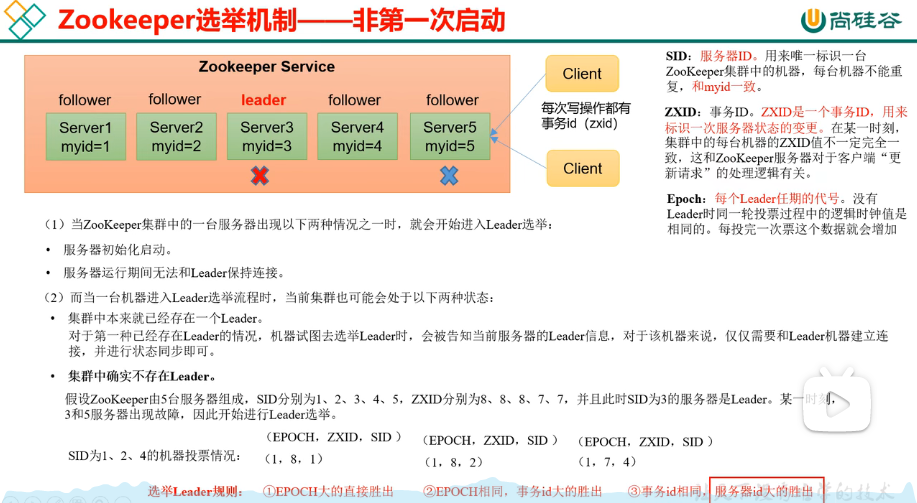 Zookeeper选举机制——非第一次启动
尚硅谷
Zookeeper Service
follower
follower
leader
follower
follower
Server1
myid=1
Server2
myid=2
Server3
myid=3
Server4
myid=4
Server5
myid=5
Client
每次写操作都有
事务id（zxid）
Client
SID：服务器ID。用来唯一标识一台
ZooKeeper集群中的机器，每台机器不能重
复，和myid一致。
ZXID：事务ID。ZXID是一个事务ID，用来
标识一次服务器状态的变更。在某一时刻，
集群中的每台机器的ZXID值不一定完全一
致，这和ZooKeeper服务器对于客户端“更
新请求”的处理逻辑有关。
Epoch：每个Leader任期的代号。没有
Leader时同一轮投票过程中的逻辑时钟值是
相同的。每投完一次票这个数据就会增加
（1）当ZooKeeper集群中的一台服务器出现以下两种情况之一时，就会开始进入Leader选举：
• 服务器初始化启动。
• 服务器运行期间无法和Leader保持连接。
（2）而当一台机器进入Leader选举流程时，当前集群也可能会处于以下两种状态：
• 集群中本来就已经存在一个Leader。
对于第一种已经存在Leader的情况，机器试图去选举Leader时，会被告知当前服务器的Leader信息，对于该机器来说，仅仅需要和Leader机器建立连
接，并进行状态同步即可。
• 集群中确实不存在Leader。
假设ZooKeeper由5台服务器组成，SID分别为1、2、3、4、5，ZXID分别为8、8、8、7、7，并且此时SID为3的服务器是Leader。某一时刻，
3和5服务器出现故障，因此开始进行Leader选举。
（EPOCH，ZXID，SID ） （EPOCH，ZXID，SID ） （EPOCH，ZXID，SID ）
SID为1、2、4的机器投票情况： （1，8，1） （1，8，2） （1，7，4）
选举Leader规则： ①EPOCH大的直接胜出 ②EPOCH相同，事务id大的胜出 ③事务id相同，服务器id大的胜出